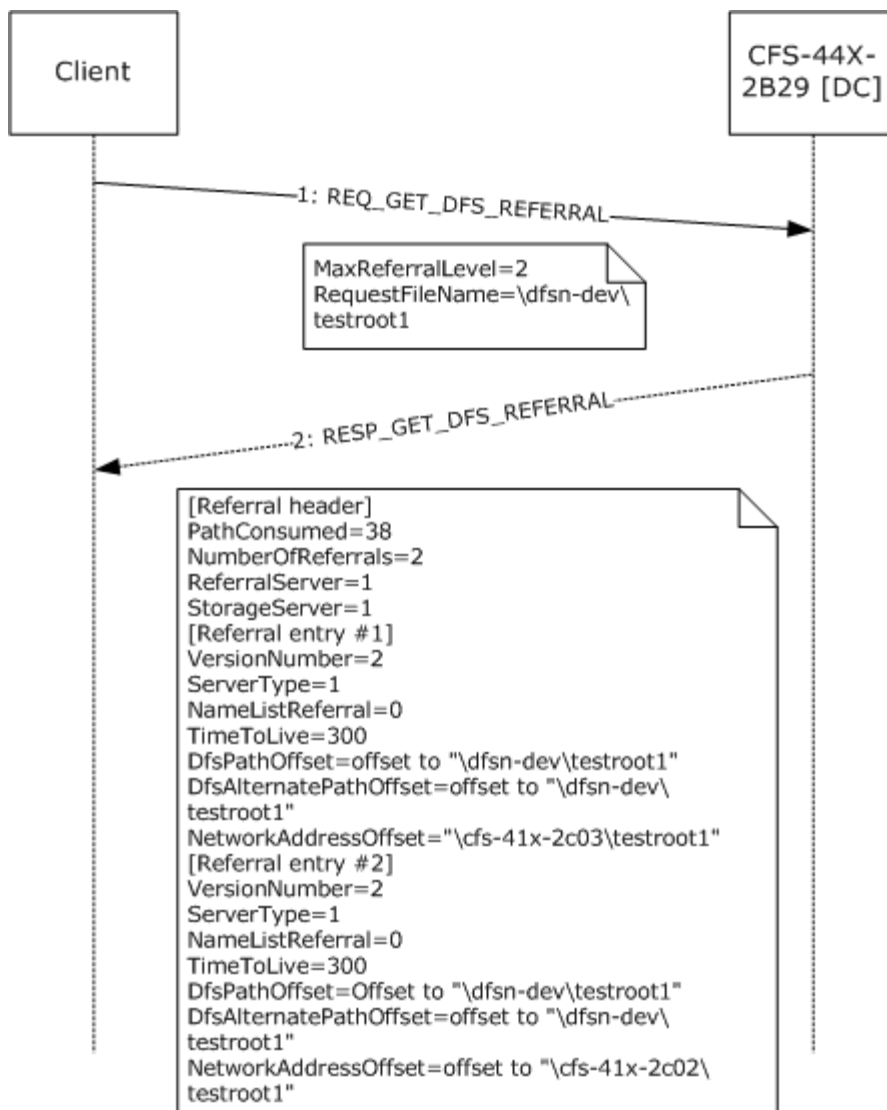 Client
CFS-44X-
2B29 [DC]
1: REQ_GET_DFS_REFERRAL
MaxReferralLevel=2
RequestFileName=\dfsn-dev\
testroot1
2: RESP_GET_DFS_REFERRAL
[Referral header]
PathConsumed=38
NumberOfReferrals=2
ReferralServer=1
StorageServer=1
[Referral entry #1]
VersionNumber=2
ServerType=1
NameListReferral=0
TimeToLive=300
DfsPathOffset=offset to "\dfsn-dev\testroot1"
DfsAlternatePathOffset=offset to "\dfsn-dev\
testroot1"
NetworkAddressOffset="\cfs-41x-2c03\testroot1"
[Referral entry #2]
VersionNumber=2
ServerType=1
NameListReferral=0
TimeToLive=300
DfsPathOffset=Offset to "\dfsn-dev\testroot1"
DfsAlternatePathOffset=offset to "\dfsn-dev\
testroot1"
NetworkAddressOffset=offset to "\cfs-41x-2c02\
testroot1"